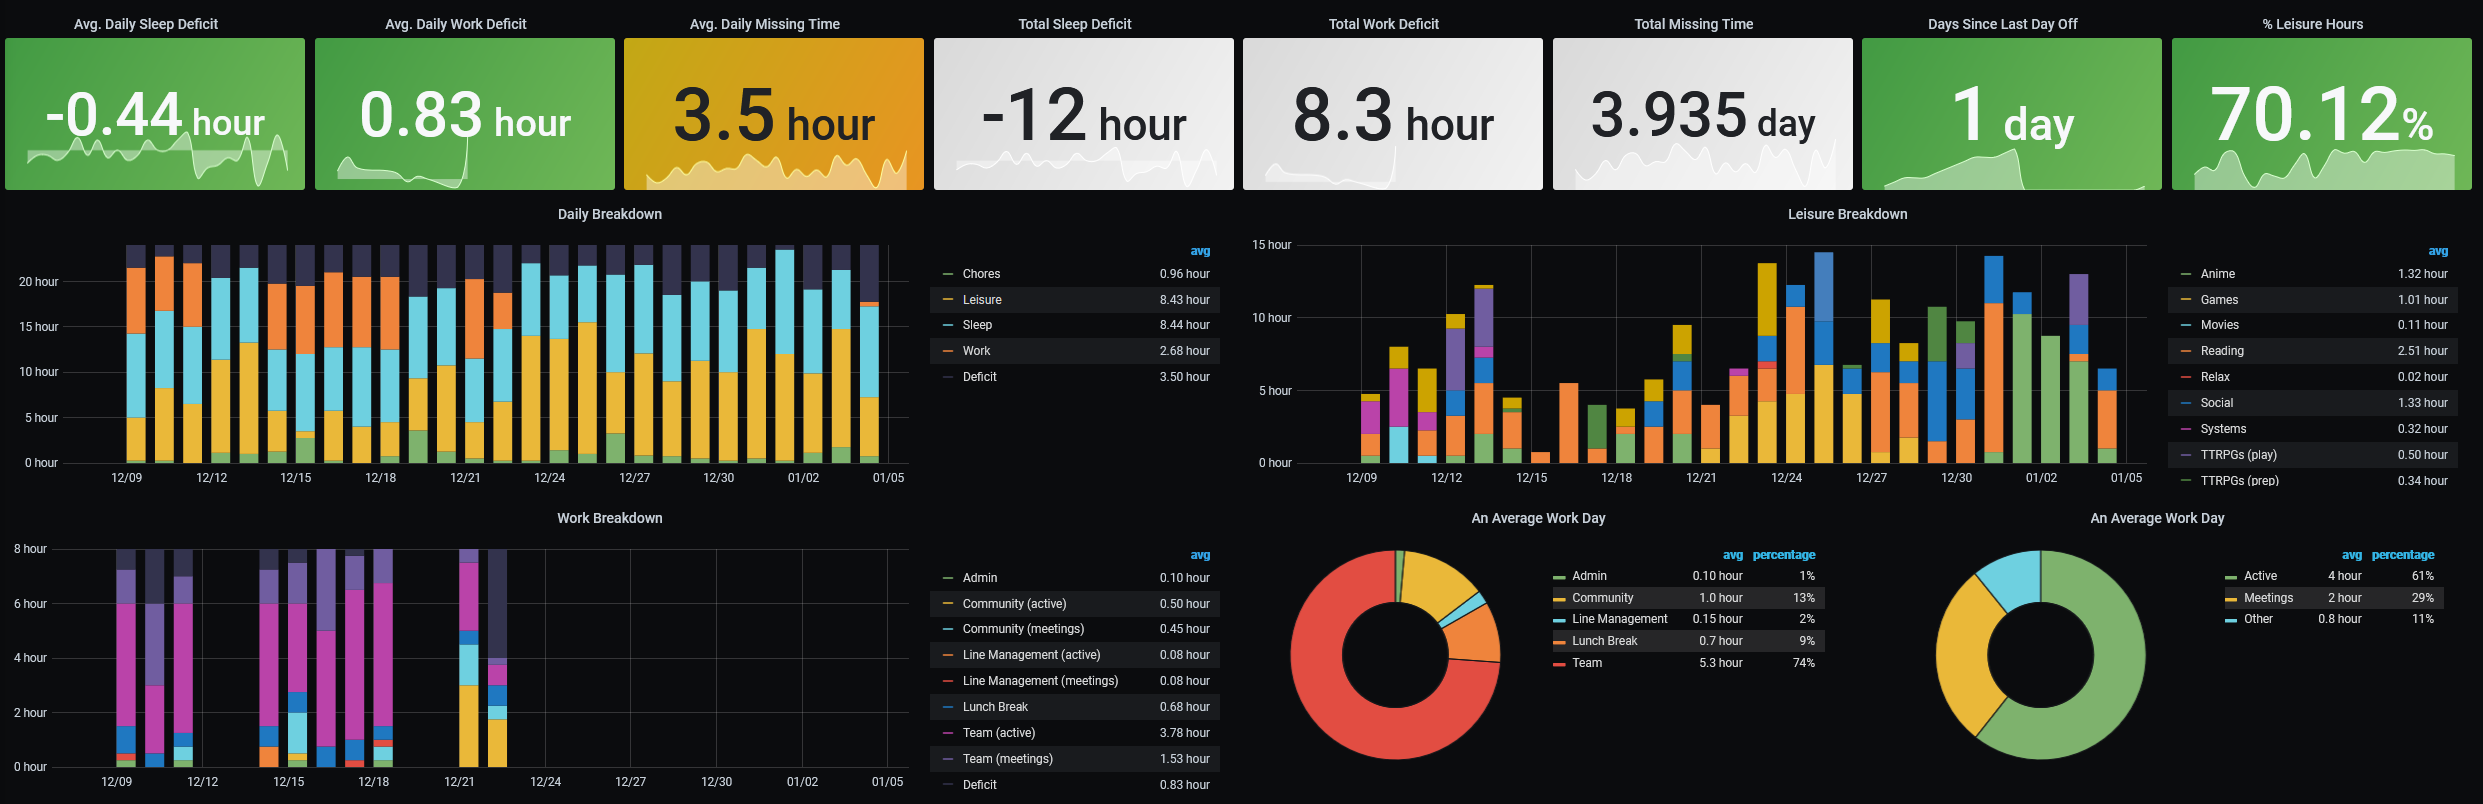 Avg. Daily Sleep Deficit
-0.44 hour
Avg. Daily Work Deficit
0.83 hour
Avg. Daily Missing Time
3.5 hour
Total Sleep Deficit
-12 hour
Total Work Deficit
8.3 hour
Total Missing Time
3.935 day
Days Since Last Day Off
1 day
% Leisure Hours
70.12%
Daily Breakdown
20 hour
15 hour
10 hour
5 hour
0 hour
12/09 12/12 12/15 12/18 12/21 12/24 12/27 12/30 01/02 01/05
avg
Chores 0.96 hour
Leisure 8.43 hour
Sleep 8.44 hour
Work 2.68 hour
Deficit 3.50 hour
Leisure Breakdown
15 hour
10 hour
5 hour
0 hour
12/09 12/12 12/15 12/18 12/21 12/24 12/27 12/30 01/02 01/05
avg
Anime 1.32 hour
Games 1.01 hour
Movies 0.11 hour
Reading 2.51 hour
Relax 0.02 hour
Social 1.33 hour
Systems 0.32 hour
TTRPGs (play) 0.50 hour
TTRPGs (prep) 0.34 hour
Work Breakdown
8 hour
6 hour
4 hour
2 hour
0 hour
12/09 12/12 12/15 12/18 12/21 12/24 12/27 12/30 01/02 01/05
avg
Admin 0.10 hour
Community (active) 0.50 hour
Community (meetings) 0.45 hour
Line Management (active) 0.08 hour
Line Management (meetings) 0.08 hour
Lunch Break 0.68 hour
Team (active) 3.78 hour
Team (meetings) 1.53 hour
Deficit 0.83 hour
An Average Work Day
avg percentage
Admin 0.10 hour 1%
Community 1.0 hour 13%
Line Management 0.15 hour 2%
Lunch Break 0.7 hour 9%
Team 5.3 hour 74%
An Average Work Day
avg percentage
Active 4 hour 61%
Meetings 2 hour 29%
Other 0.8 hour 11%